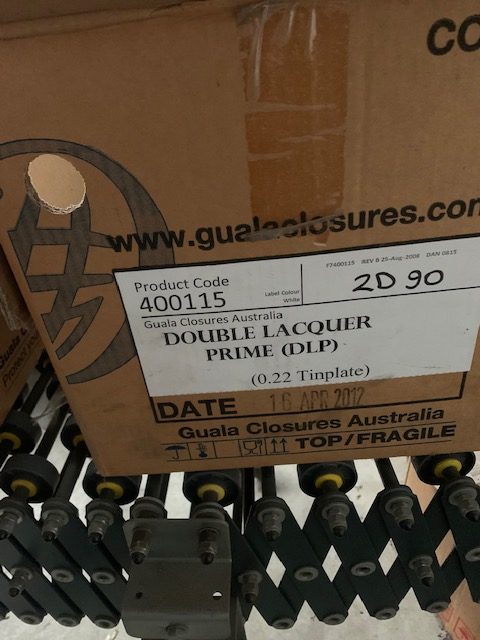 CO
www.gualaclosures.com
F7400115 REV B 25-Aug-2008 DAN 0815
Product Code
400115
Label Colour
White
2D 90
Guala Closures Australia
DOUBLE LACQUER
PRIME (DLP)
(0.22 Tinplate)
DATE 16 APR 2012
Guala Closures Australia
TOP/FRAGILE